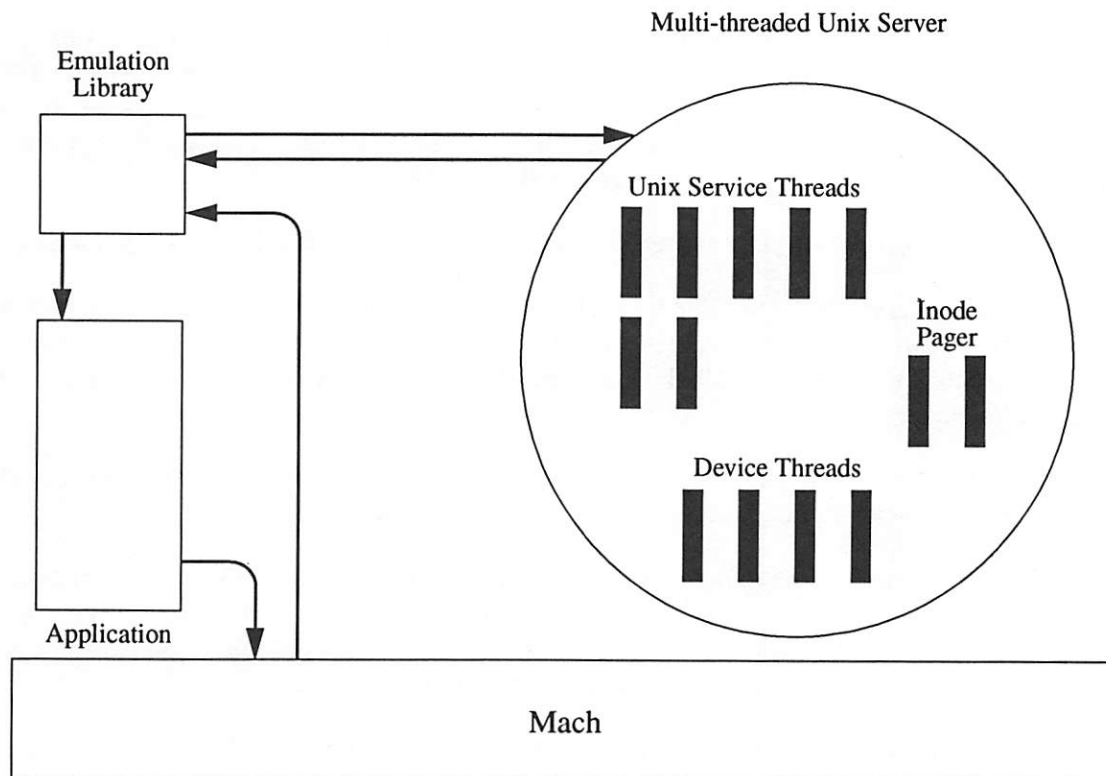 Multi-threaded Unix Server
Emulation
Library
Unix Service Threads
Inode
Pager
Device Threads
Application
Mach